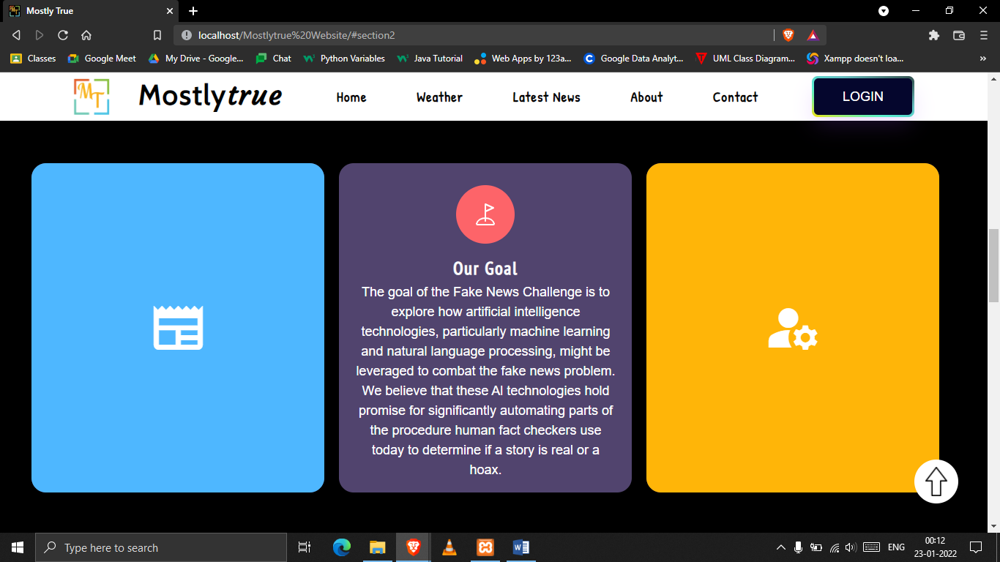 Mostly True
localhost/Mostlytrue%20Website/#section2
Classes Google Meet My Drive - Google... Chat Python Variables Java Tutorial Web Apps by 123a... Google Data Analyt... UML Class Diagram... Xampp doesn't loa... »
MT Mostlytrue Home Weather Latest News About Contact LOGIN
Our Goal
The goal of the Fake News Challenge is to
explore how artificial intelligence
technologies, particularly machine learning
and natural language processing, might be
leveraged to combat the fake news problem.
We believe that these AI technologies hold
promise for significantly automating parts of
the procedure human fact checkers use
today to determine if a story is real or a
hoax.
Type here to search
ENG
00:12
23-01-2022